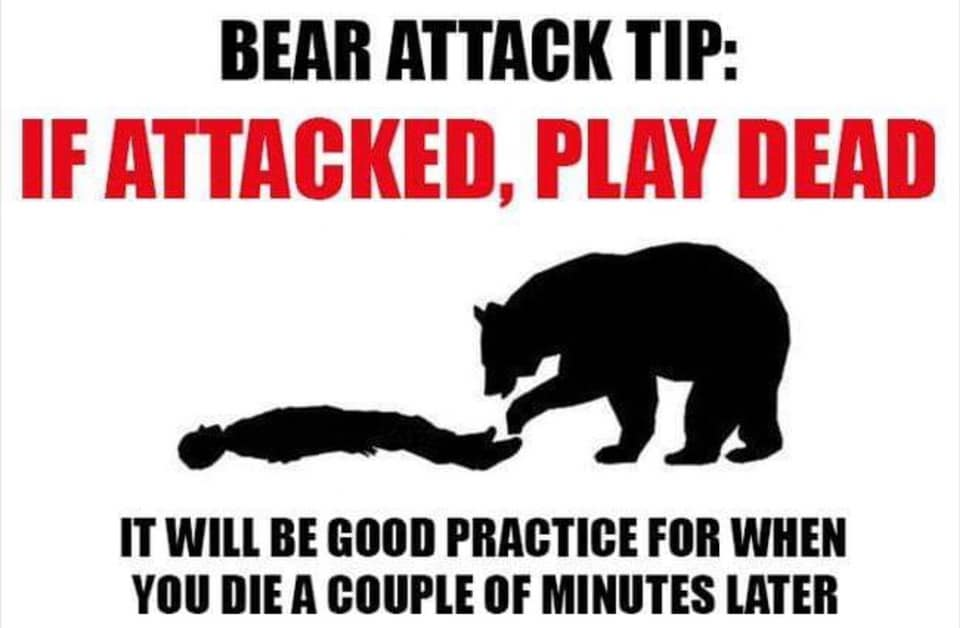 BEAR ATTACK TIP:
IF ATTACKED, PLAY DEAD
IT WILL BE GOOD PRACTICE FOR WHEN
YOU DIE A COUPLE OF MINUTES LATER